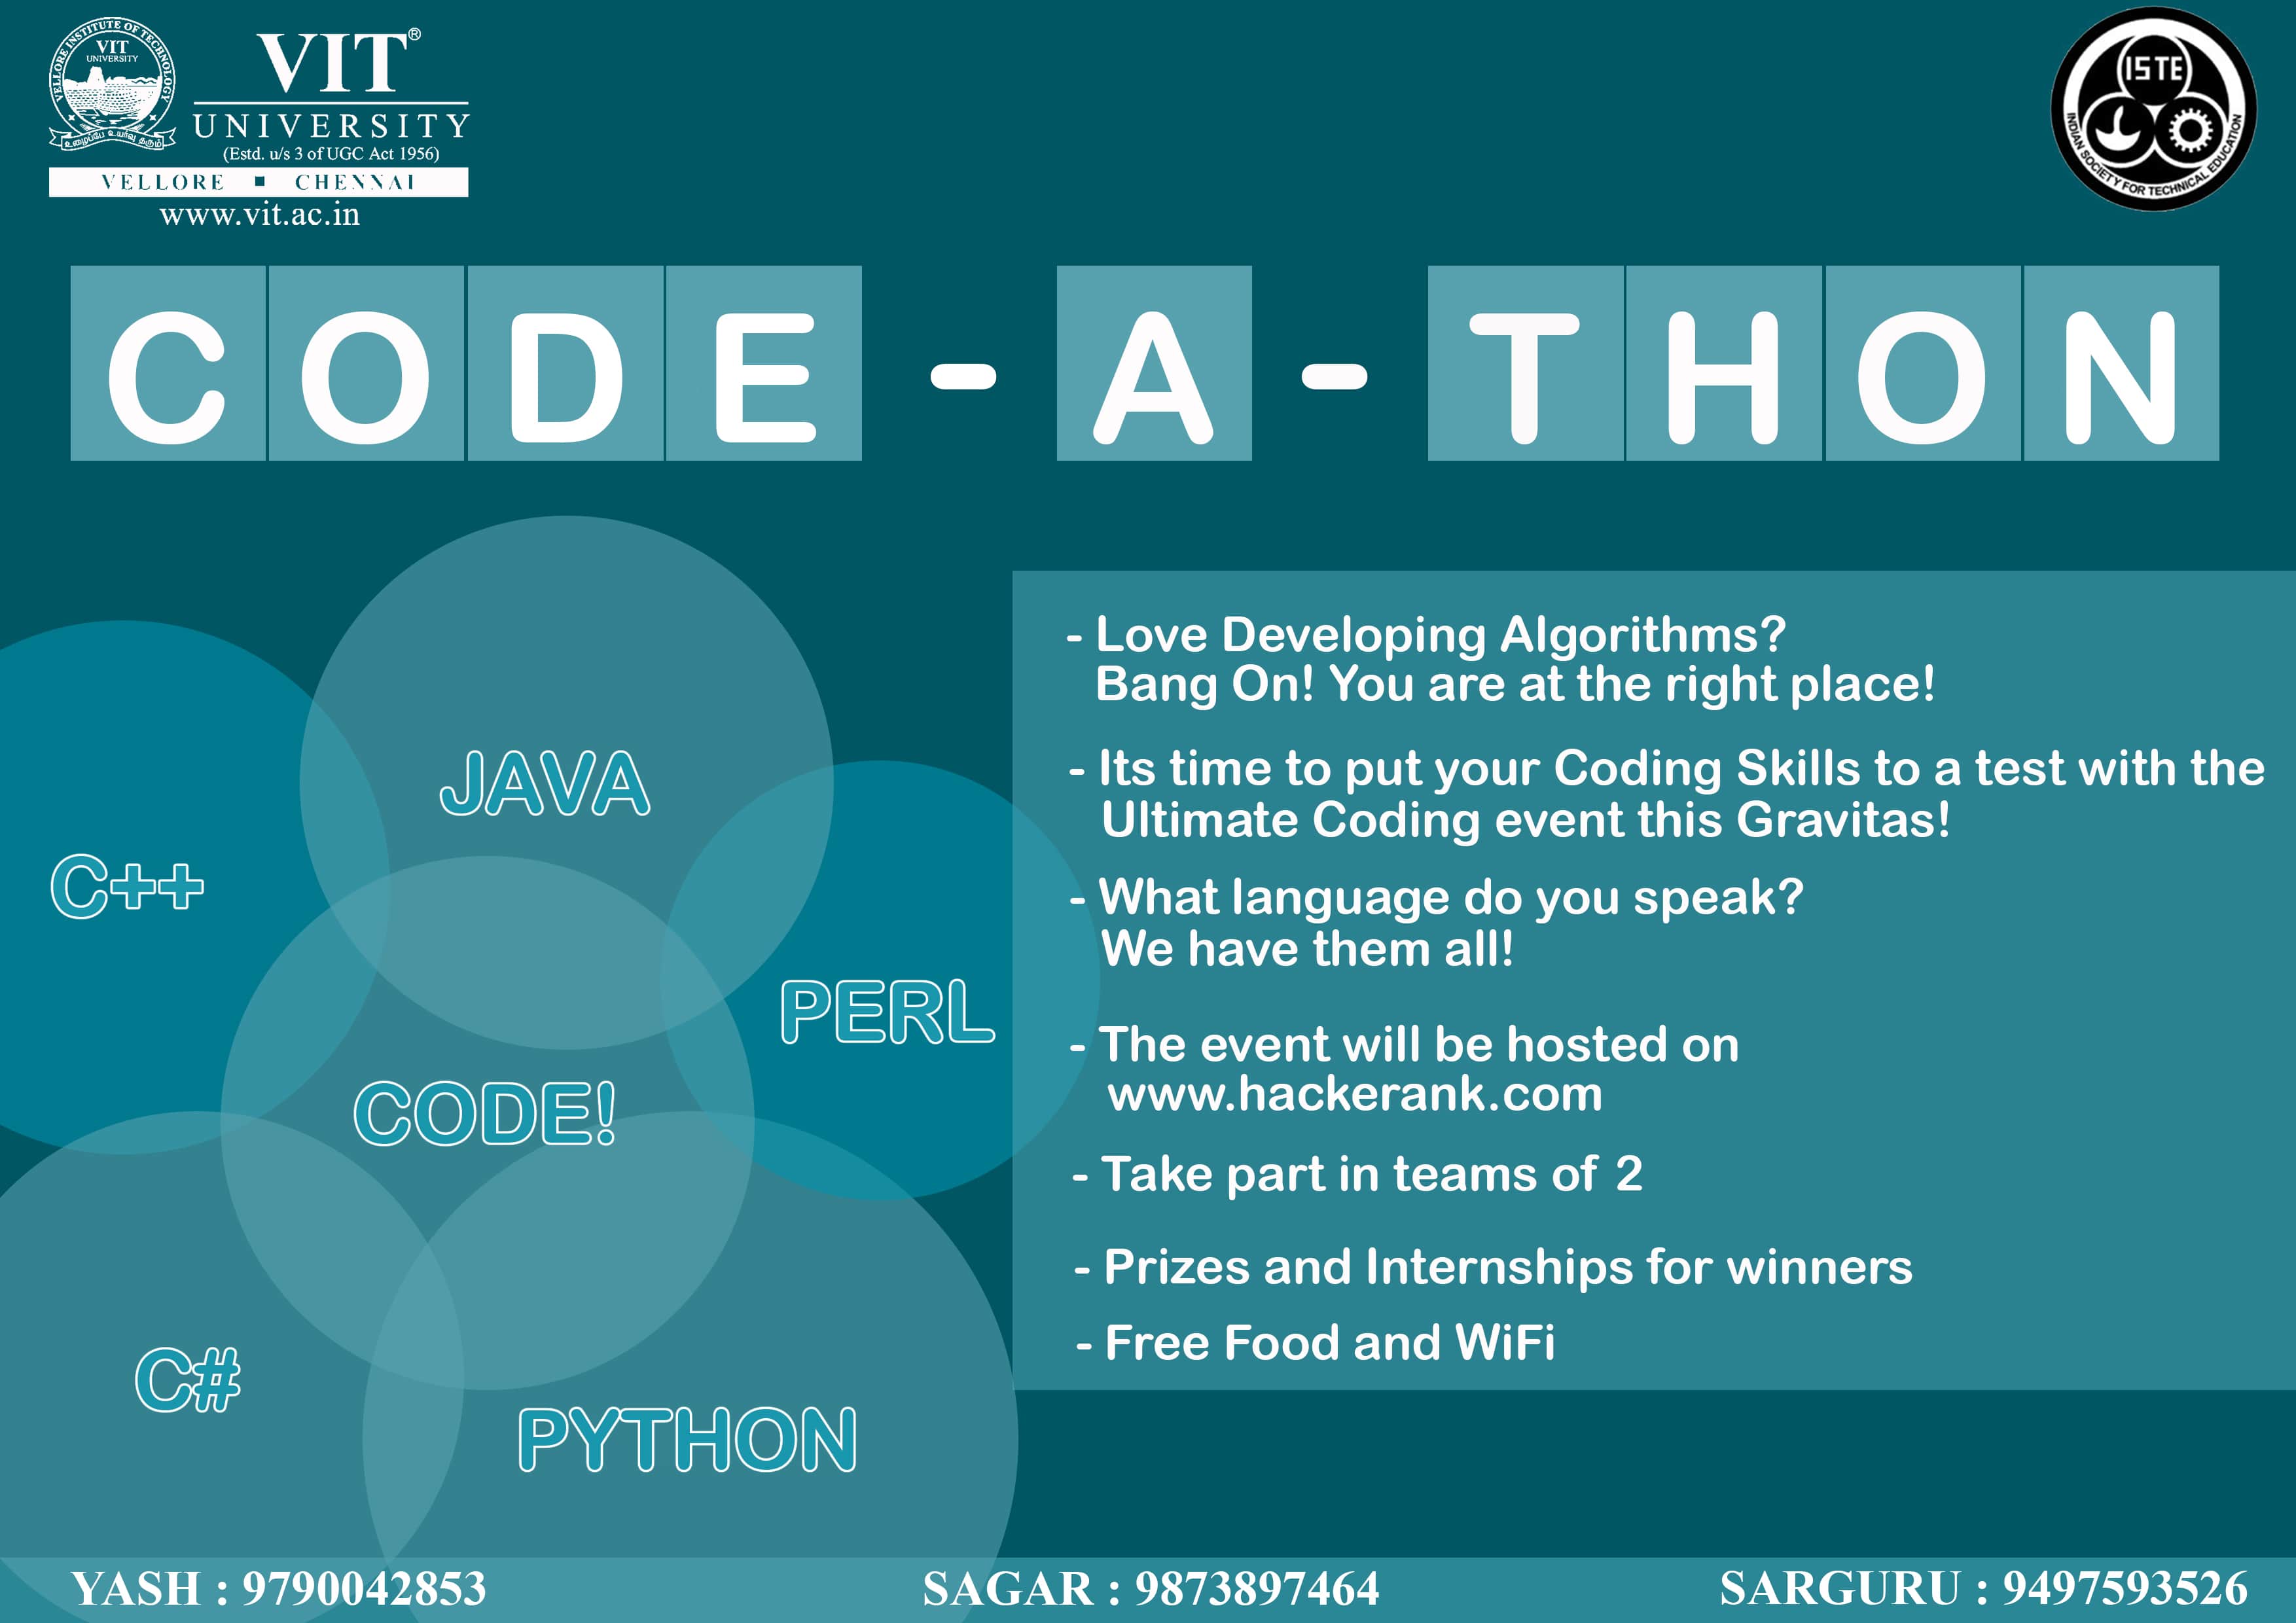 VELLORE INSTITUTE OF TECHNOLOGY
VIT
UNIVERSITY
VIT®
UNIVERSITY
(Estd. u/s 3 of UGC Act 1956)
VELLORE ▪ CHENNAI
www.vit.ac.in
ISTE
INDIAN SOCIETY FOR TECHNICAL EDUCATION
CODE - A - THON
JAVA
C++
PERL
CODE!
C#
PYTHON
- Love Developing Algorithms?
Bang On! You are at the right place!
- Its time to put your Coding Skills to a test with the
Ultimate Coding event this Gravitas!
- What language do you speak?
We have them all!
- The event will be hosted on
www.hackerank.com
- Take part in teams of 2
- Prizes and Internships for winners
- Free Food and WiFi
YASH : 9790042853
SAGAR : 9873897464
SARGURU : 9497593526